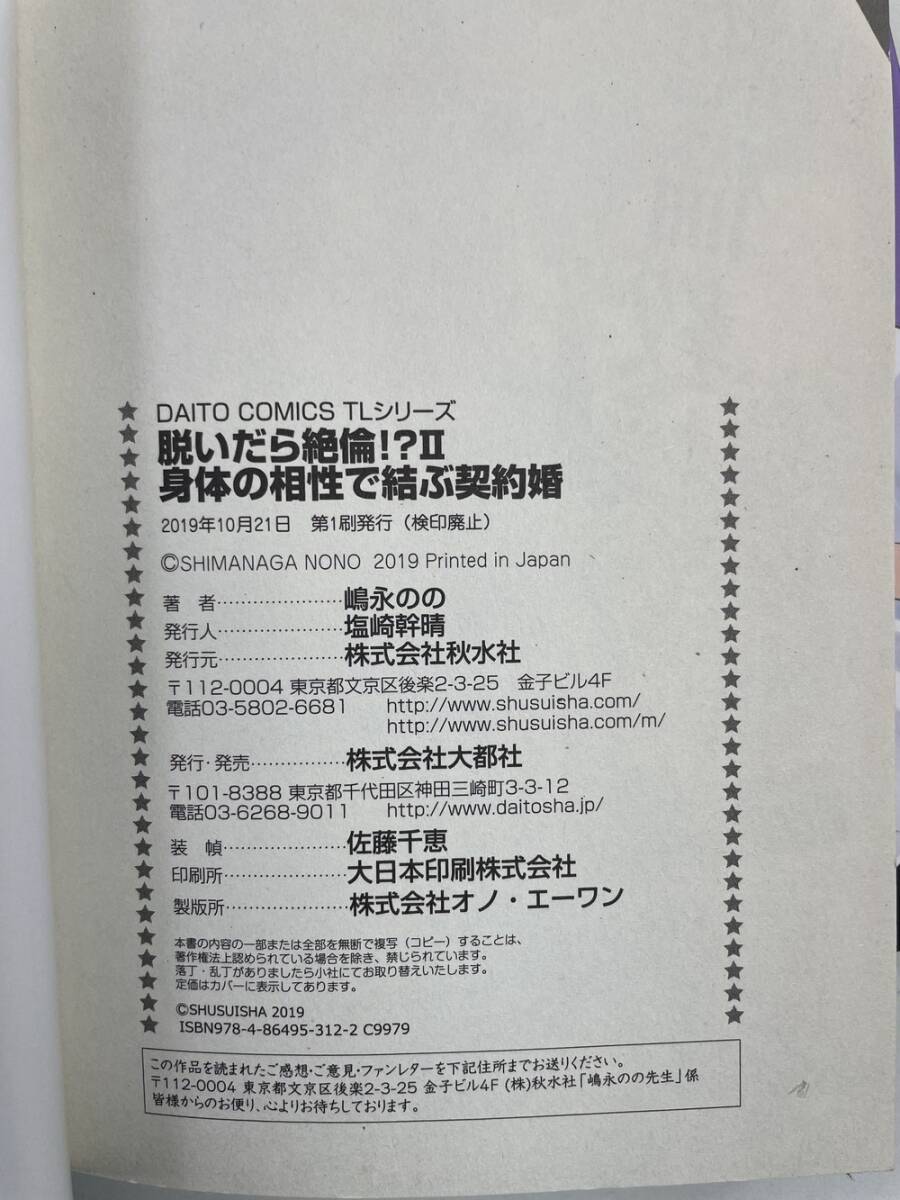 DAITO COMICS TLシリーズ
脱いだら絶倫!?Ⅱ
身体の相性で結ぶ契約婚
2019年10月21日　第1刷発行（検印廃止）
©SHIMANAGA NONO 2019 Printed in Japan
著　者…………………嶋永のの
発行人…………………塩崎幹晴
発行元…………………株式会社秋水社
〒112-0004 東京都文京区後楽2-3-25　金子ビル4F
電話03-5802-6681　http://www.shusuisha.com/
http://www.shusuisha.com/m/
発行・発売……………株式会社大都社
〒101-8388 東京都千代田区神田三崎町3-3-12
電話03-6268-9011　http://www.daitosha.jp/
装　幀…………………佐藤千恵
印刷所…………………大日本印刷株式会社
製版所…………………株式会社オノ・エーワン
本書の内容の一部または全部を無断で複写（コピー）することは、
著作権法上認められている場合を除き、禁じられています。
落丁・乱丁がありましたら小社にてお取り替えいたします。
定価はカバーに表示してあります。
©SHUSUISHA 2019
ISBN978-4-86495-312-2 C9979
この作品を読まれたご感想・ご意見・ファンレターを下記住所までお送りください。
〒112-0004 東京都文京区後楽2-3-25 金子ビル4F (株)秋水社「嶋永のの先生」係
皆様からのお便り、心よりお待ちしております。